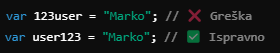 var 123user = "Marko"; // ❌ Greška
var user123 = "Marko"; // ✅ Ispravno